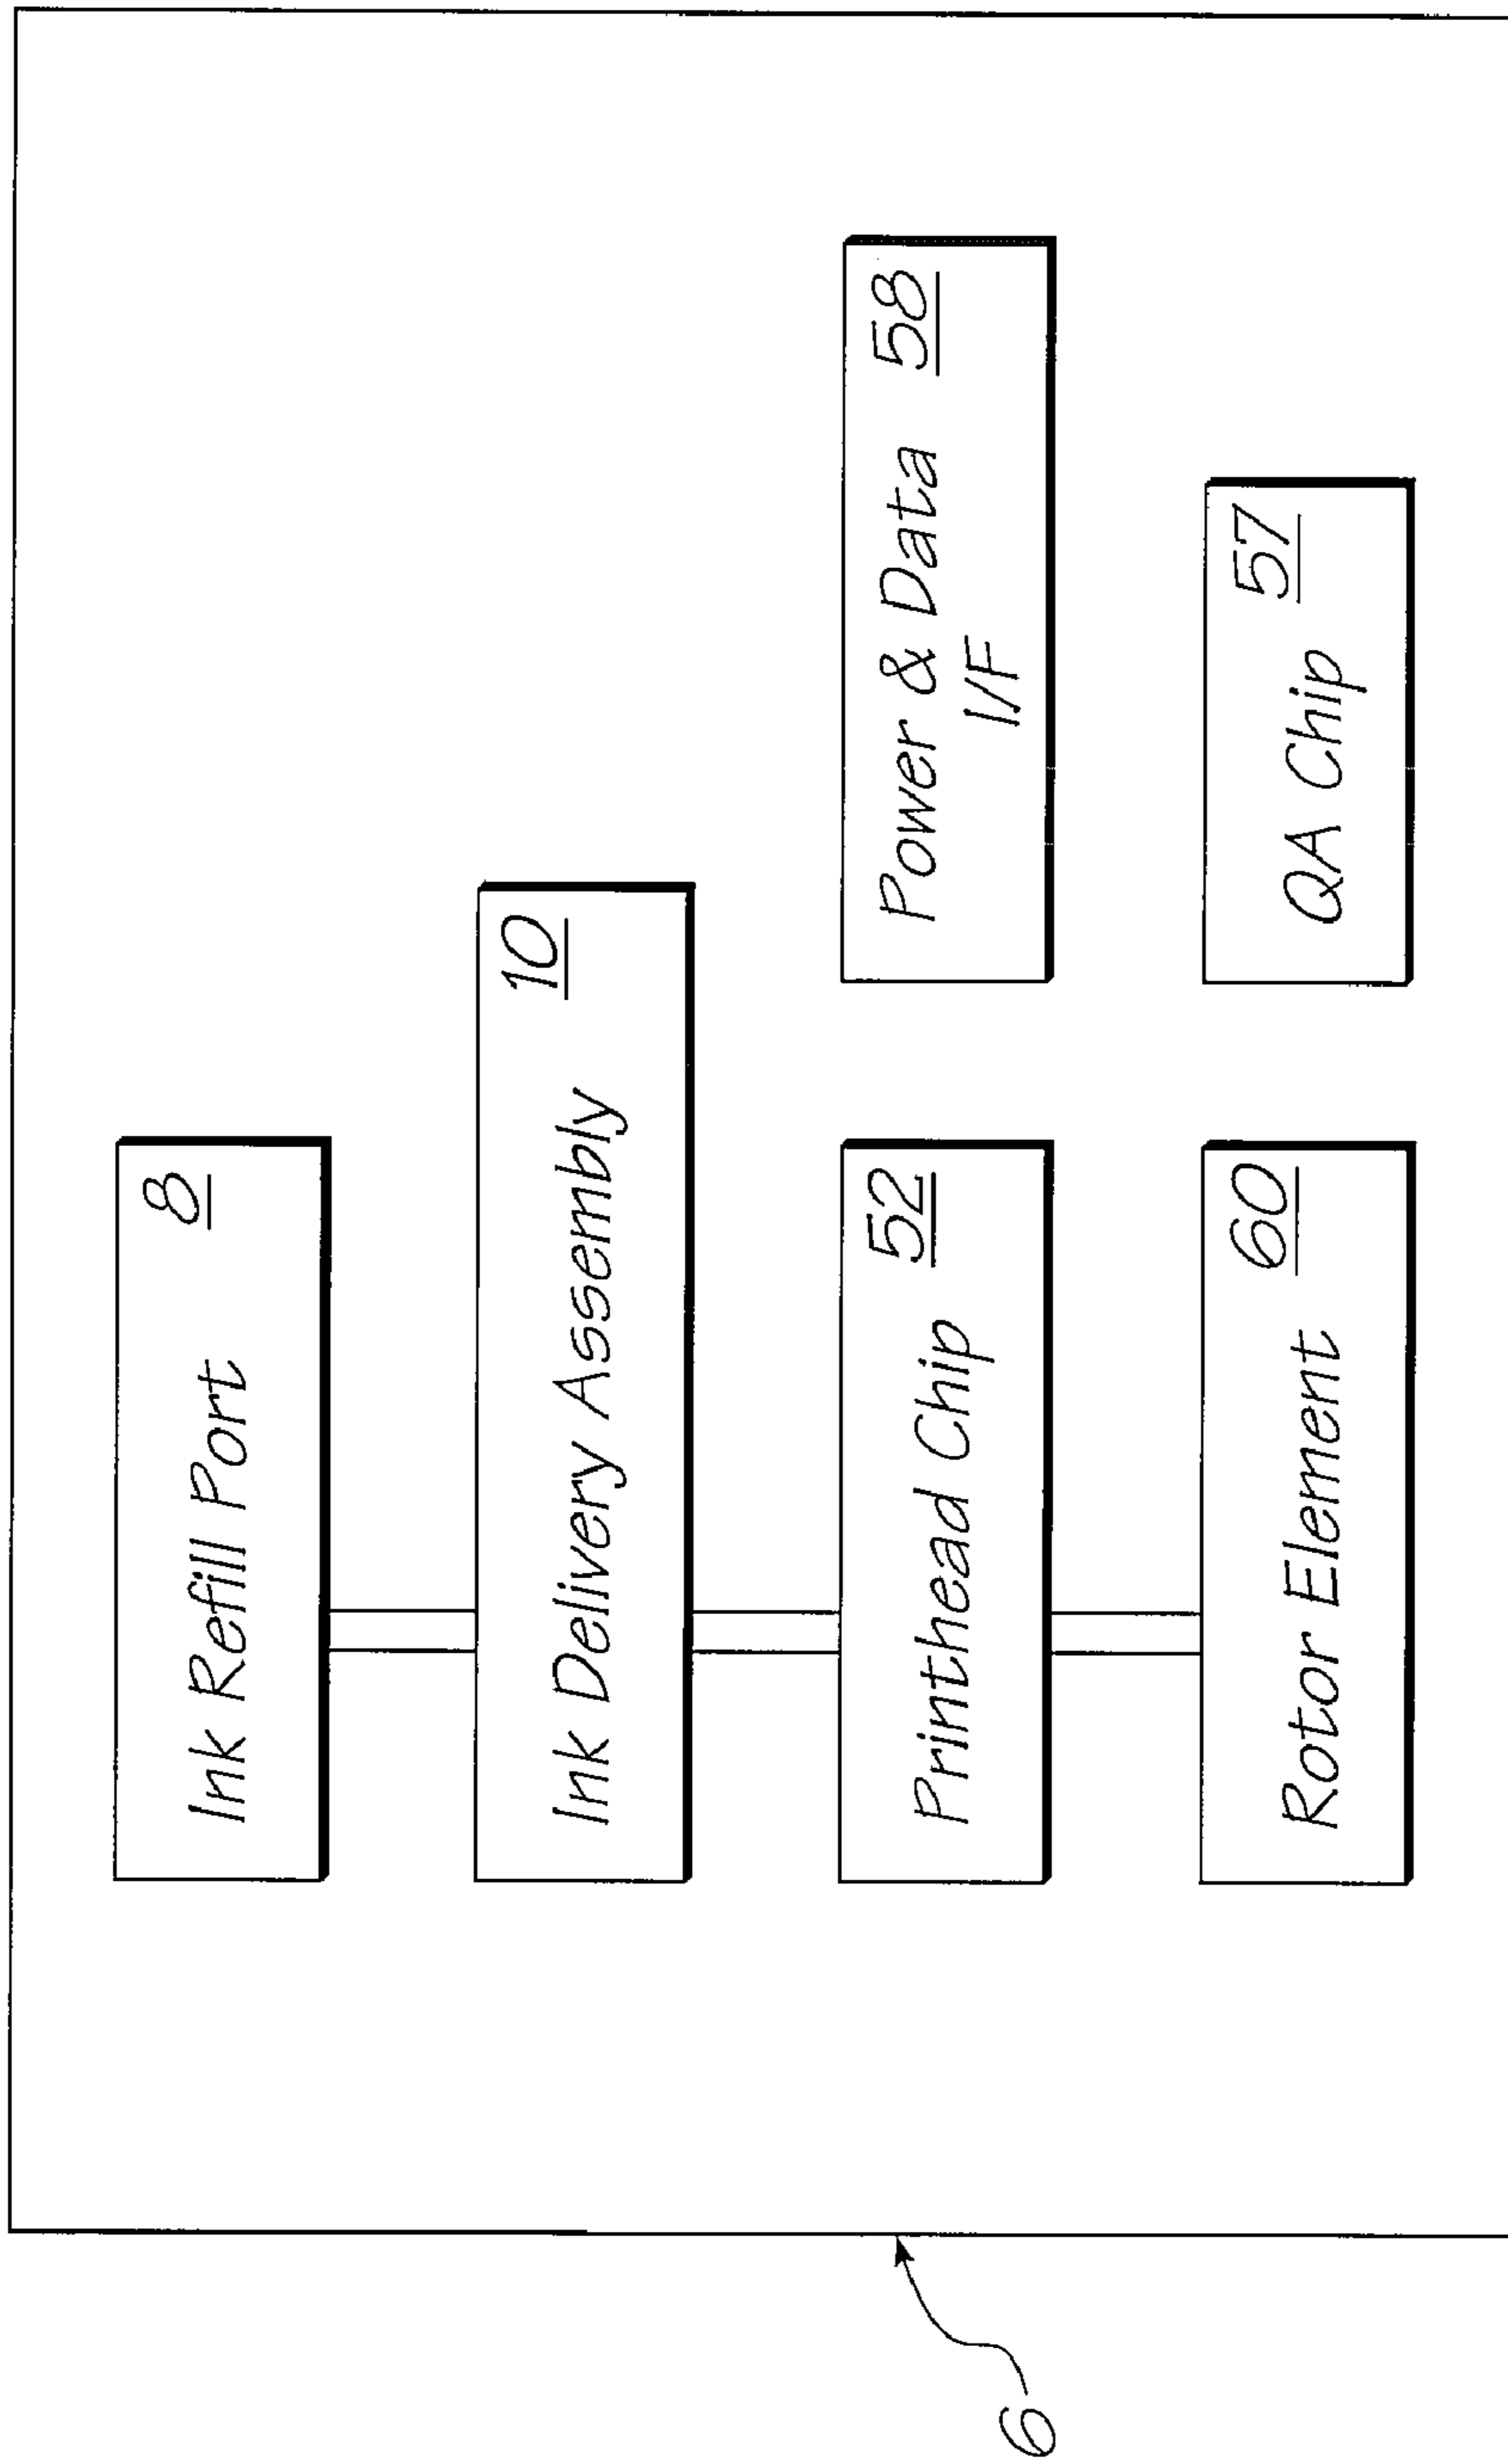 Ink Refill Port 8
Ink Delivery Assembly 10
Printhead Chip 52
Power & Data 58
I/F
Rotor Element 60
QA Chip 57
6